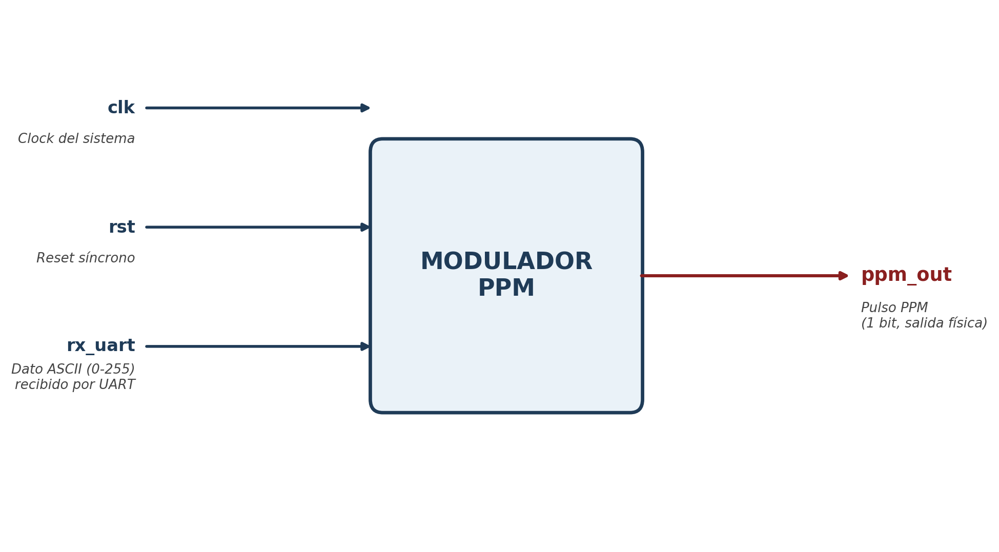 clk
Clock del sistema
rst
Reset síncrono
rx_uart
Dato ASCII (0-255)
recibido por UART
MODULADOR
PPM
ppm_out
Pulso PPM
(1 bit, salida física)